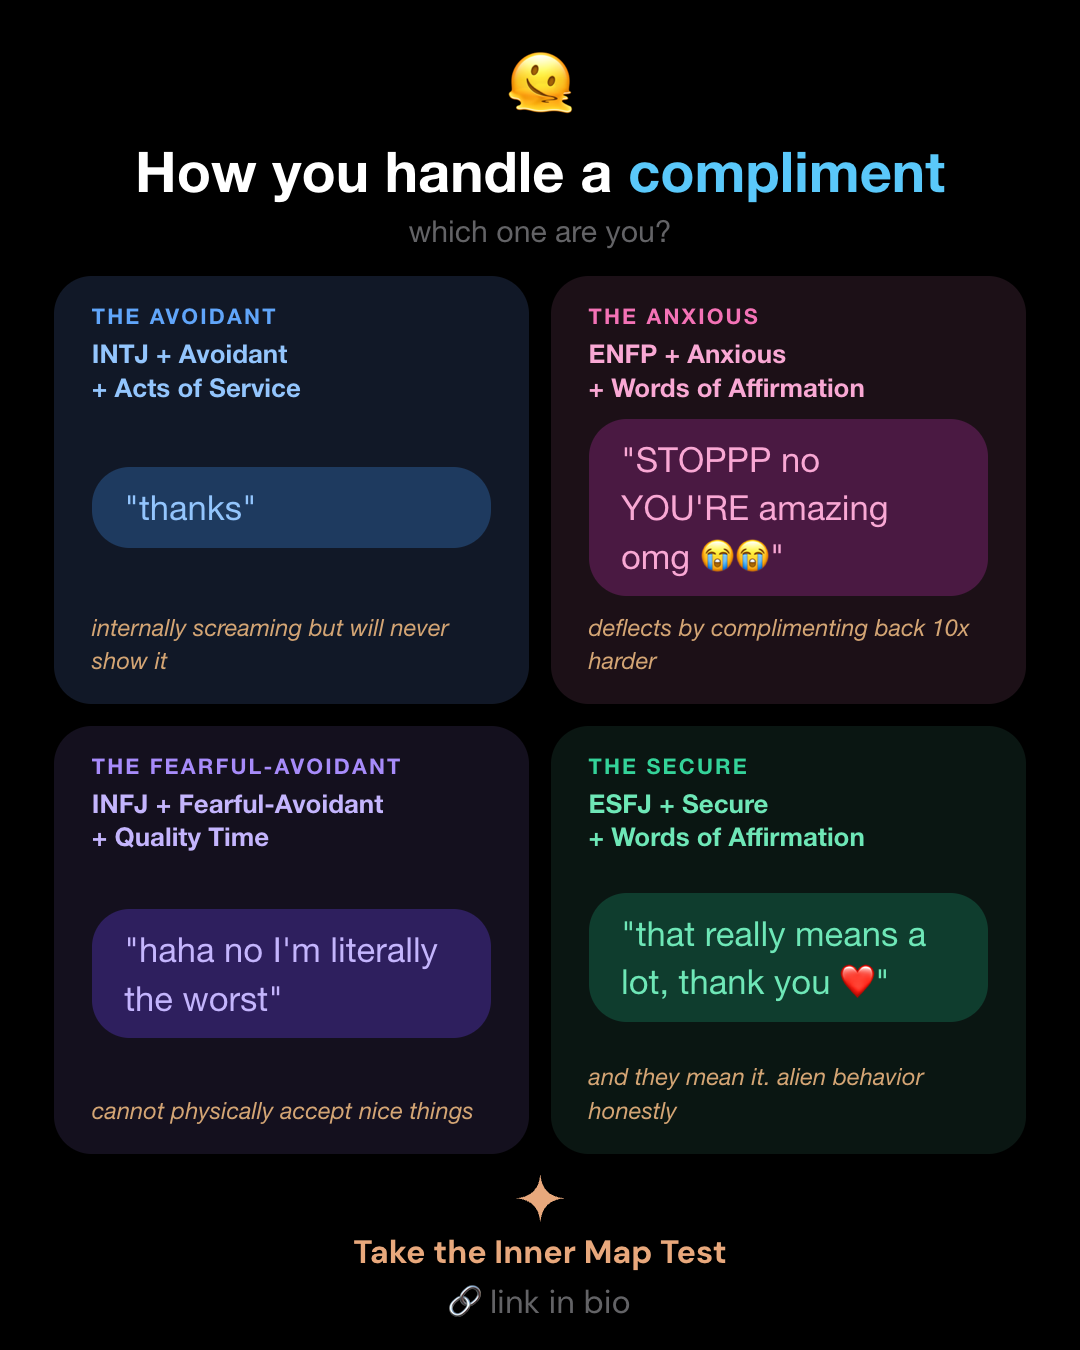 🫠
How you handle a compliment
which one are you?
THE AVOIDANT
INTJ + Avoidant
+ Acts of Service
"thanks"
internally screaming but will never
show it
THE ANXIOUS
ENFP + Anxious
+ Words of Affirmation
"STOPPP no
YOU'RE amazing
omg 😭😭"
deflects by complimenting back 10x
harder
THE FEARFUL-AVOIDANT
INFJ + Fearful-Avoidant
+ Quality Time
"haha no I'm literally
the worst"
cannot physically accept nice things
THE SECURE
ESFJ + Secure
+ Words of Affirmation
"that really means a
lot, thank you ❤️"
and they mean it. alien behavior
honestly
Take the Inner Map Test
🔗 link in bio